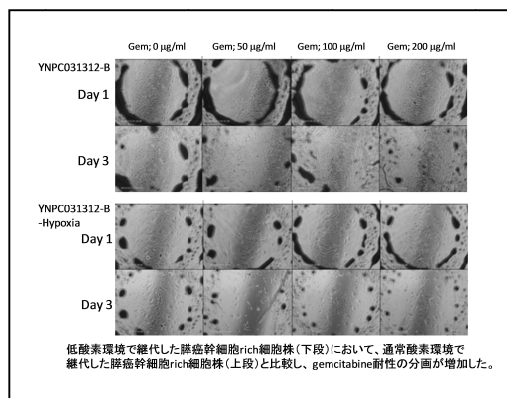 Gem; 0 μg/ml Gem; 50 μg/ml Gem; 100 μg/ml Gem; 200 μg/ml
YNPC031312-B
Day 1
Day 3
YNPC031312-B
-Hypoxia
Day 1
Day 3
低酸素環境で継代した膵癌幹細胞rich細胞株(下段)において、通常酸素環境で
継代した膵癌幹細胞rich細胞株(上段)と比較し、gemcitabine耐性の分画が増加した。